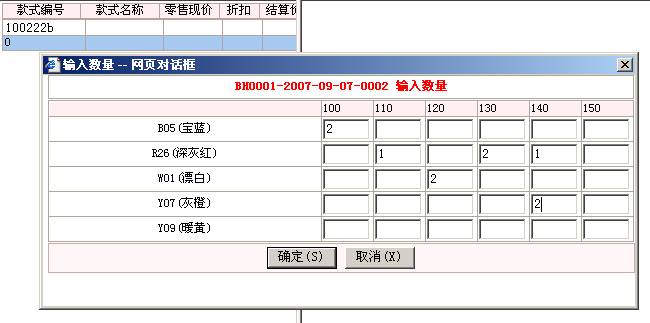 款式编号 款式名称 零售现价 折扣 结算价
100222b
0
输入数量 -- 网页对话框
BH0001-2007-09-07-0002 输入数量
100 110 120 130 140 150
B05(宝蓝) 2
R26(深灰红) 1 2 1
W01(漂白) 2
Y07(灰橙) 2
Y09(暖黄)
确定(S) 取消(X)